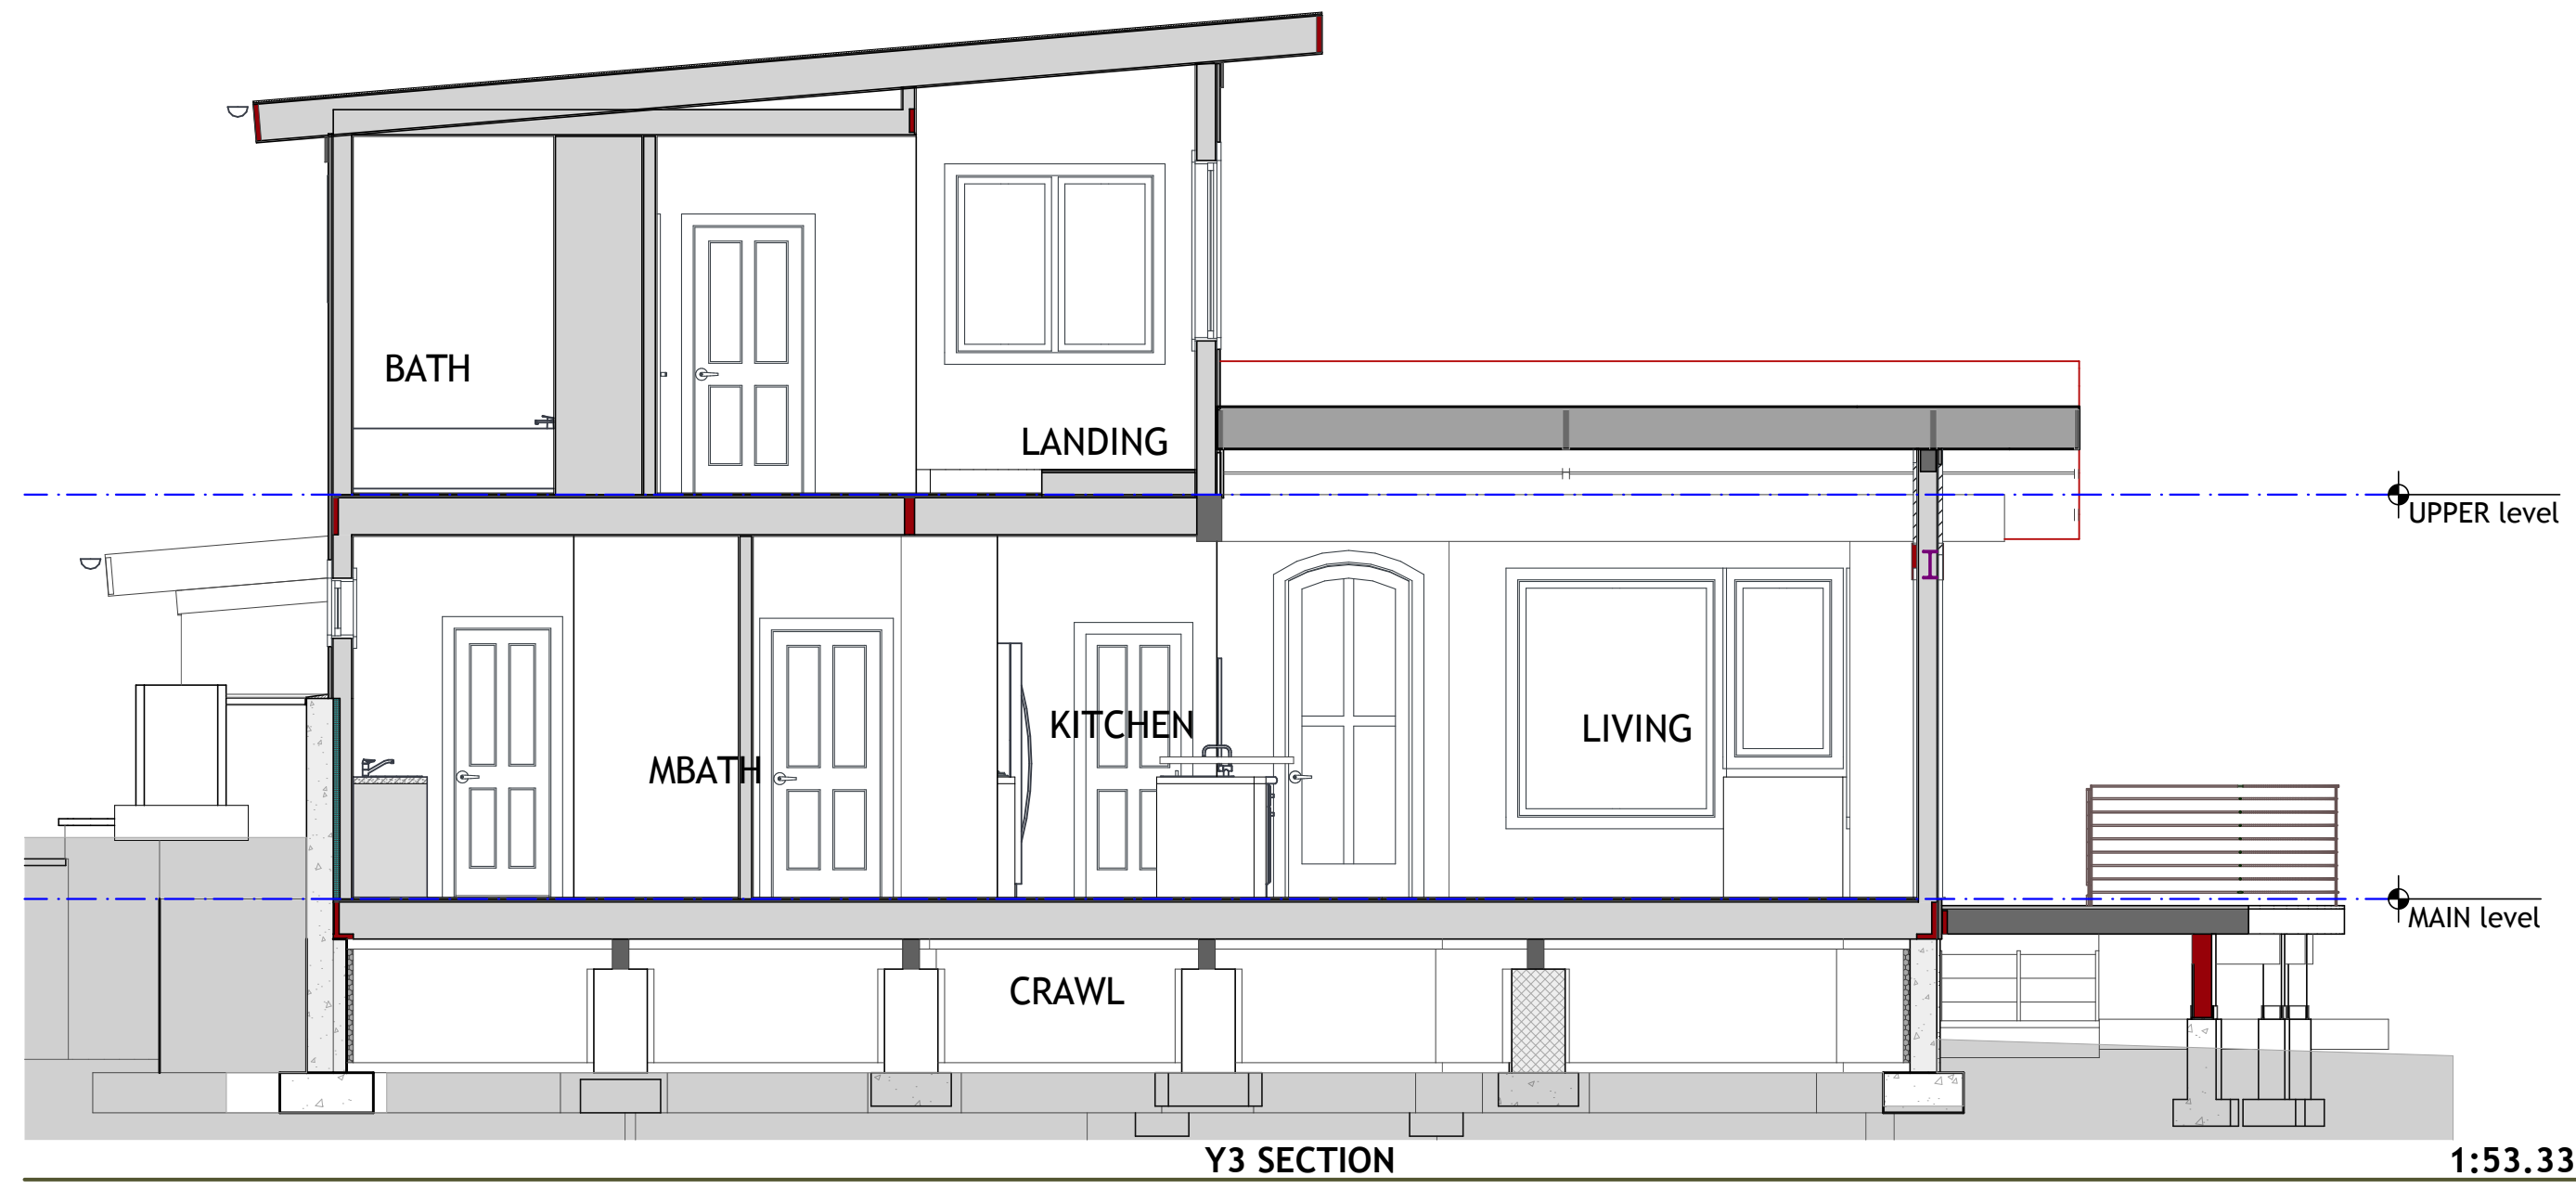 BATH
LANDING
UPPER level
MBATH
KITCHEN
LIVING
MAIN level
CRAWL
Y3 SECTION
1:53.33